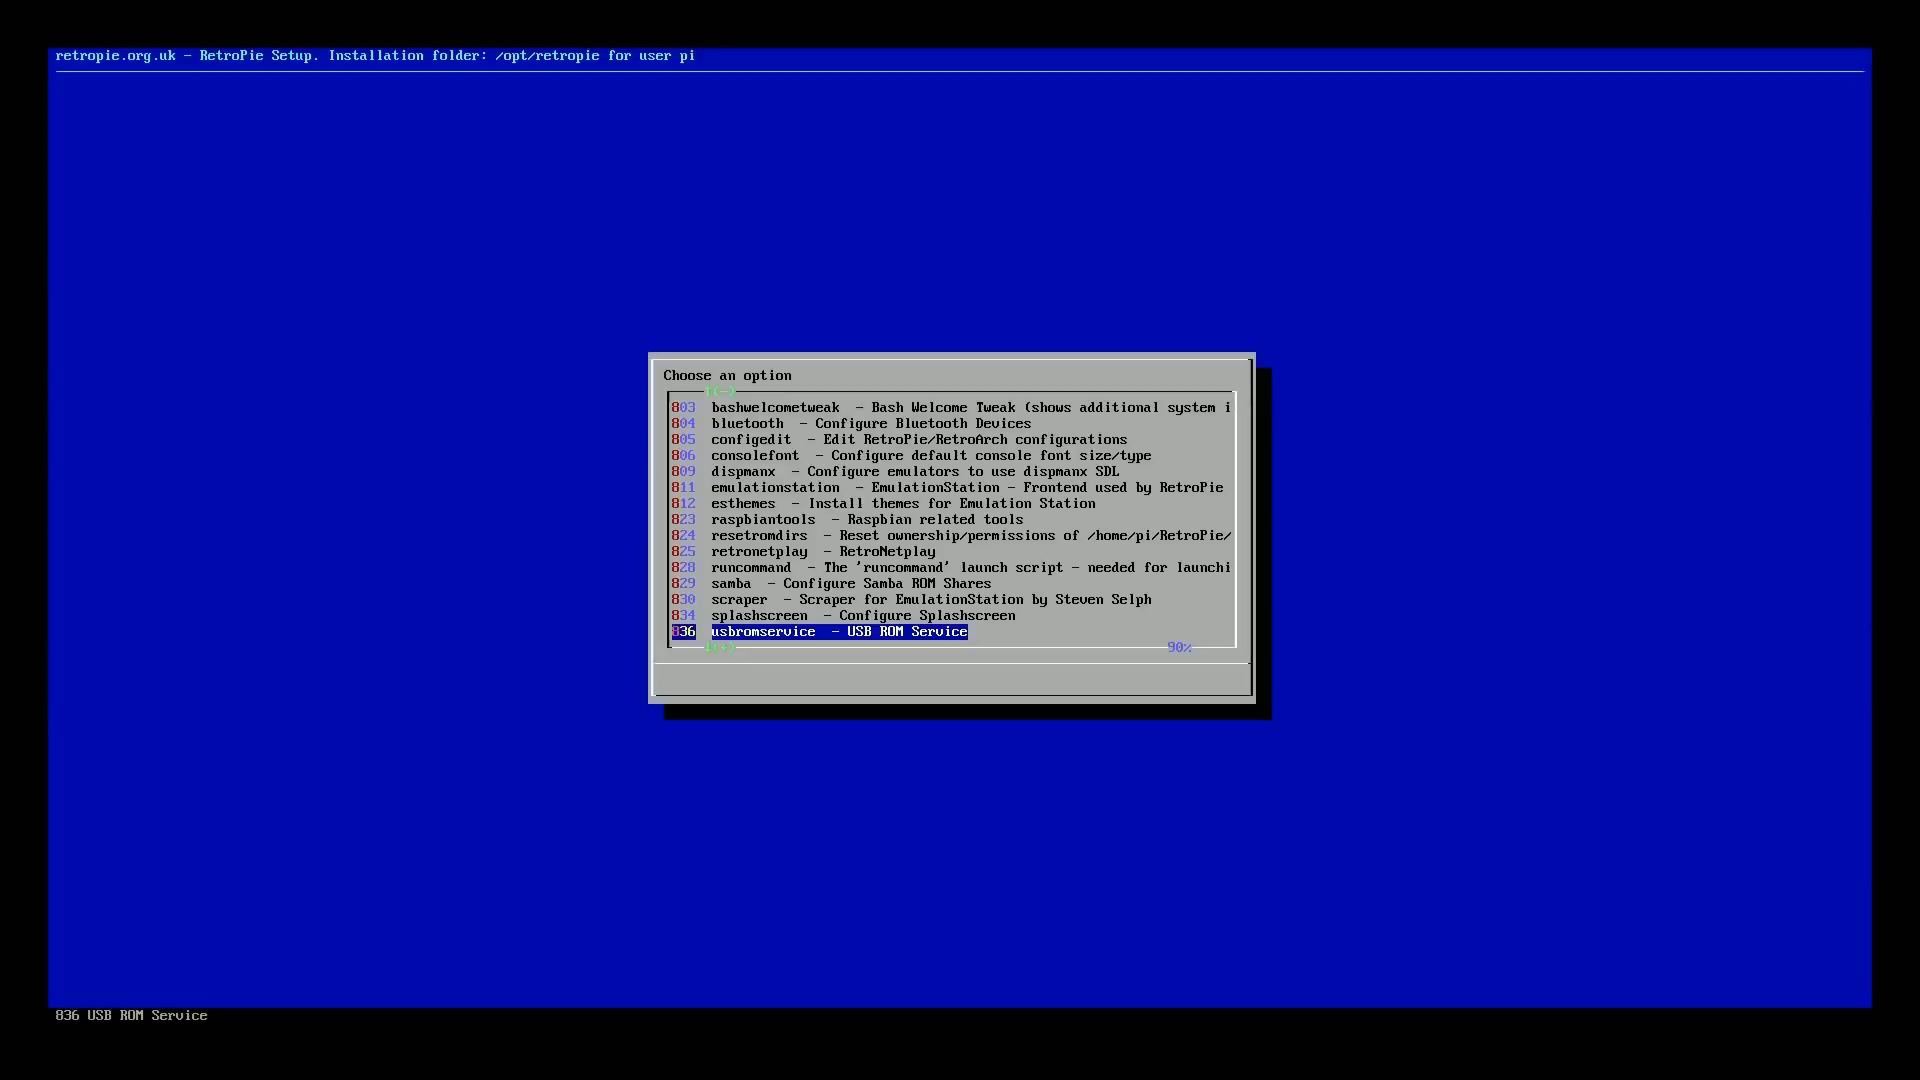 retropie.org.uk - RetroPie Setup. Installation folder: /opt/retropie for user pi
Choose an option
↑(-)
803 bashwelcometweak - Bash Welcome Tweak (shows additional system i
804 bluetooth - Configure Bluetooth Devices
805 configedit - Edit RetroPie/RetroArch configurations
806 consolefont - Configure default console font size/type
809 dispmanx - Configure emulators to use dispmanx SDL
811 emulationstation - EmulationStation - Frontend used by RetroPie
812 esthemes - Install themes for Emulation Station
823 raspbiantools - Raspbian related tools
824 resetromdirs - Reset ownership/permissions of /home/pi/RetroPie/
825 retronetplay - RetroNetplay
828 runcommand - The 'runcommand' launch script - needed for launchi
829 samba - Configure Samba ROM Shares
830 scraper - Scraper for EmulationStation by Steven Selph
834 splashscreen - Configure Splashscreen
836 usbromservice - USB ROM Service
↓(+) 90%
836 USB ROM Service